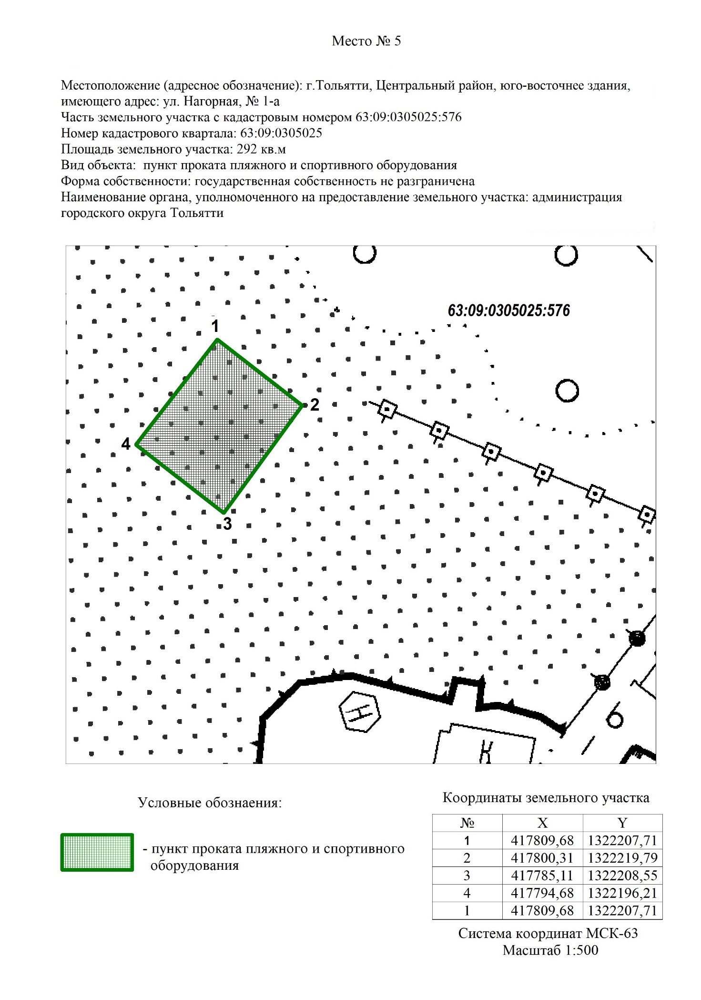 Место № 5
Местоположение (адресное обозначение): г.Тольятти, Центральный район, юго-восточнее здания,
имеющего адрес: ул. Нагорная, № 1-а
Часть земельного участка с кадастровым номером 63:09:0305025:576
Номер кадастрового квартала: 63:09:0305025
Площадь земельного участка: 292 кв.м
Вид объекта:  пункт проката пляжного и спортивного оборудования
Форма собственности: государственная собственность не разграничена
Наименование органа, уполномоченного на предоставление земельного участка: администрация
городского округа Тольятти
63:09:0305025:576
1
2
4
3
Н
К
Условные обознаения:
- пункт проката пляжного и спортивного
оборудования
Координаты земельного участка
№ X Y
1 417809,68 1322207,71
2 417800,31 1322219,79
3 417785,11 1322208,55
4 417794,68 1322196,21
1 417809,68 1322207,71
Система координат МСК-63
Масштаб 1:500